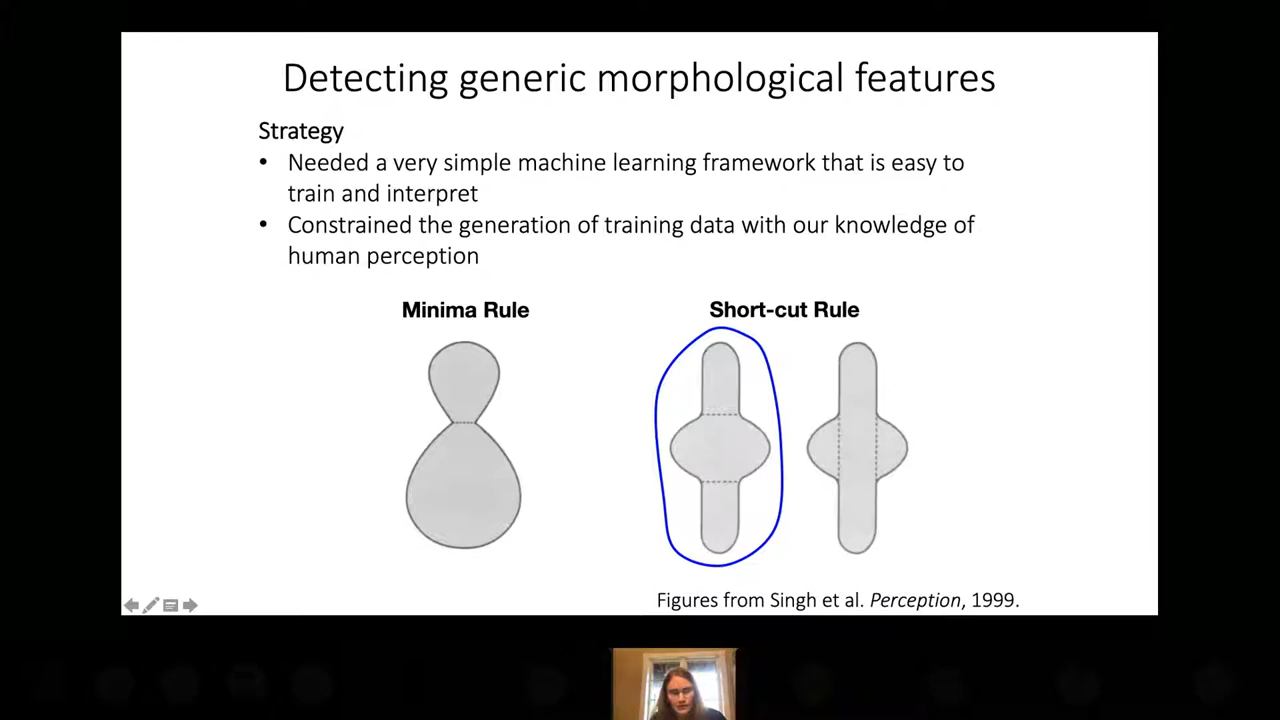 Detecting generic morphological features
Strategy
• Needed a very simple machine learning framework that is easy to
train and interpret
• Constrained the generation of training data with our knowledge of
human perception
Minima Rule
Short-cut Rule
Figures from Singh et al. Perception, 1999.